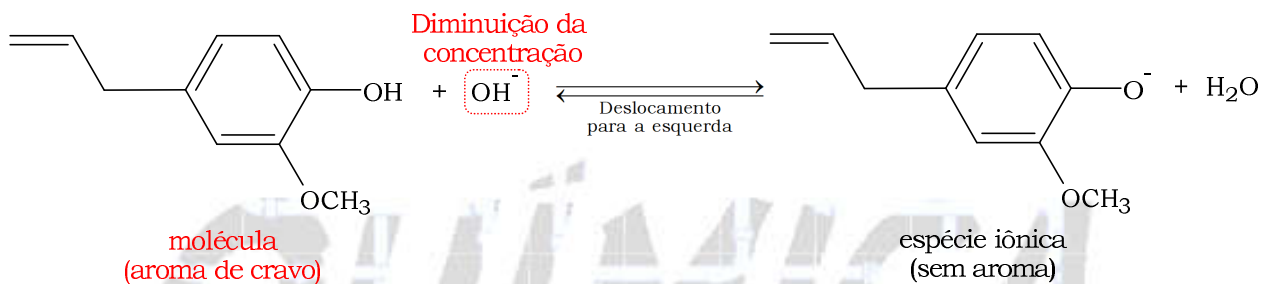 Diminuição da
concentração
OH + OH⁻
Deslocamento
para a esquerda
O⁻ + H₂O
OCH₃
OCH₃
molécula
(aroma de cravo)
espécie iônica
(sem aroma)